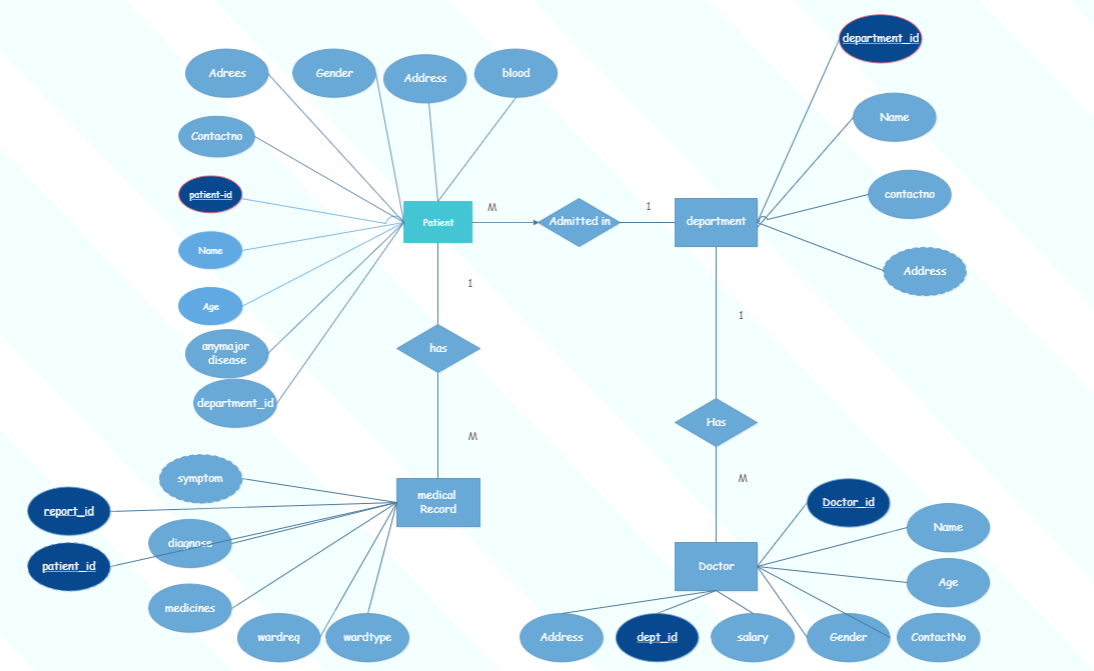 department_id
Adrees
Gender
Address
blood
Name
Contactno
patient-id
contactno
Patient
M
Admitted in
1
department
Name
Address
1
Age
1
anymajor
disease
has
department_id
Has
M
symptom
M
medical
Record
report_id
Doctor_id
Name
diagnose
patient_id
Doctor
Age
medicines
wardreq
wardtype
Address
dept_id
salary
Gender
ContactNo